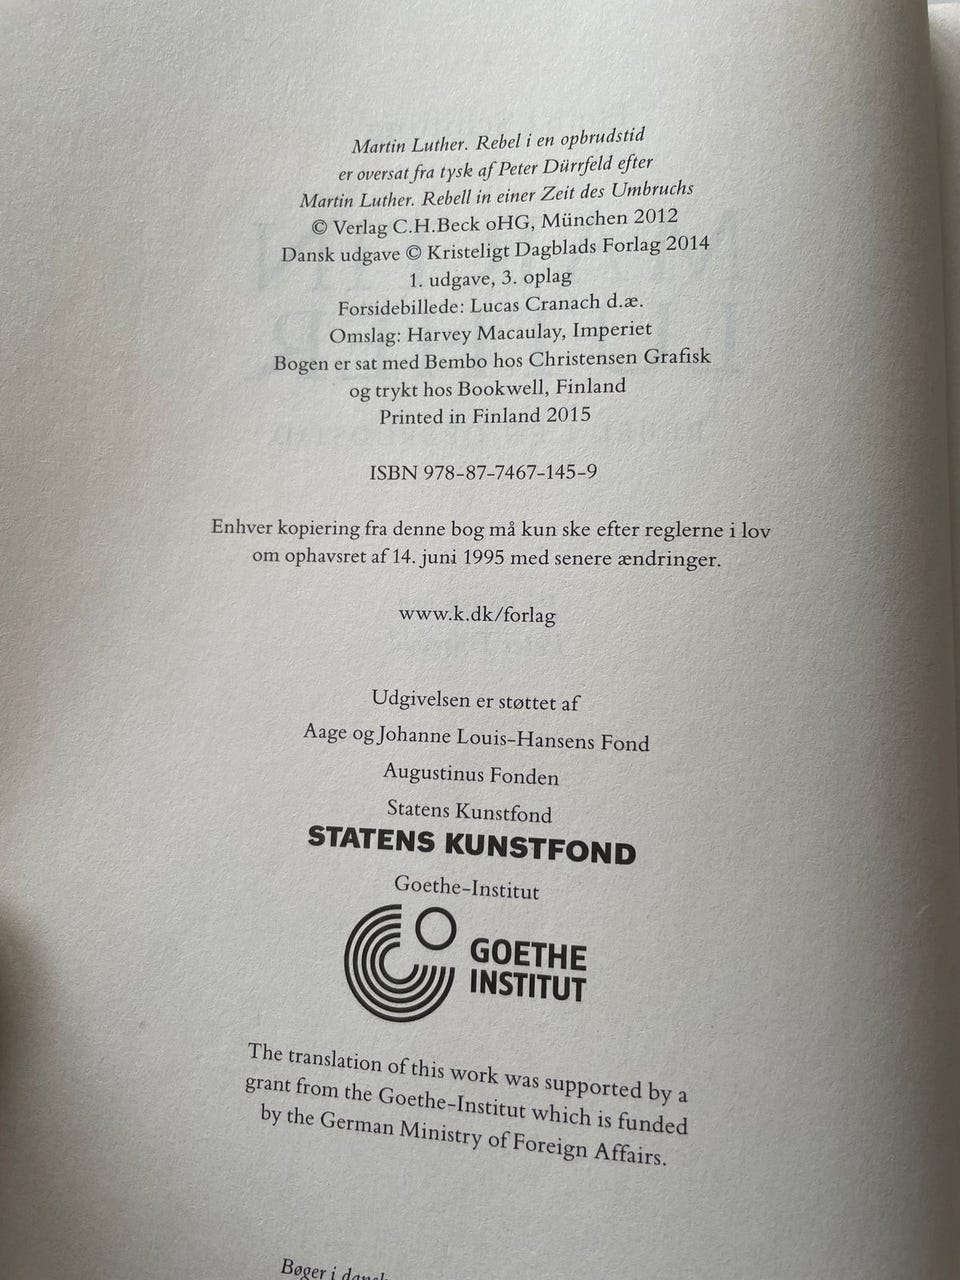 Martin Luther. Rebel i en opbrudstid
er oversat fra tysk af Peter Dürrfeld efter
Martin Luther. Rebell in einer Zeit des Umbruchs
© Verlag C.H.Beck oHG, München 2012
Dansk udgave © Kristeligt Dagblads Forlag 2014
1. udgave, 3. oplag
Forsidebillede: Lucas Cranach d.æ.
Omslag: Harvey Macaulay, Imperiet
Bogen er sat med Bembo hos Christensen Grafisk
og trykt hos Bookwell, Finland
Printed in Finland 2015
ISBN 978-87-7467-145-9
Enhver kopiering fra denne bog må kun ske efter reglerne i lov
om ophavsret af 14. juni 1995 med senere ændringer.
www.k.dk/forlag
Udgivelsen er støttet af
Aage og Johanne Louis-Hansens Fond
Augustinus Fonden
Statens Kunstfond
STATENS KUNSTFOND
Goethe-Institut
GOETHE
INSTITUT
The translation of this work was supported by a
grant from the Goethe-Institut which is funded
by the German Ministry of Foreign Affairs.
Bøger i